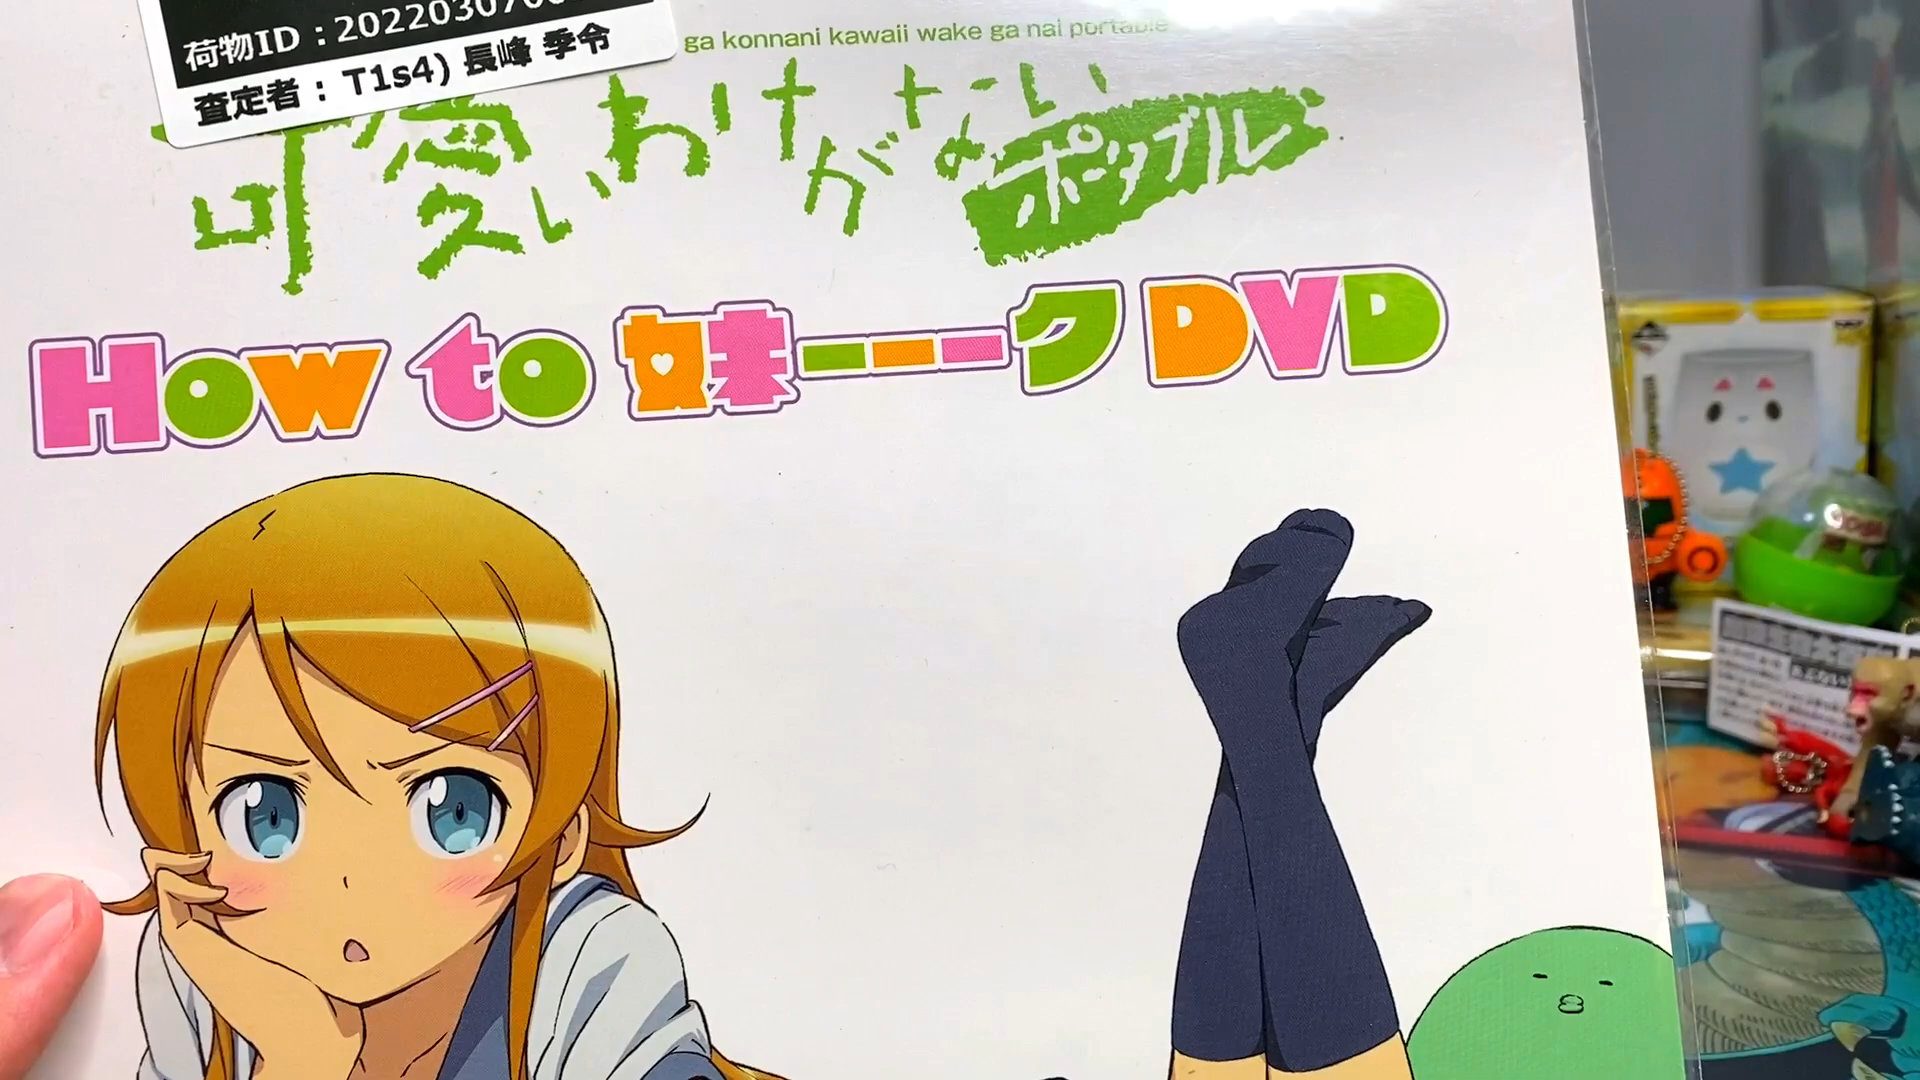 荷物ID：2022030700
査定者： T1s4) 長峰 季令
ga konnani kawaii wake ga nai portable
可愛いわけがない
ポータブル
How to 妹ーーーク DVD